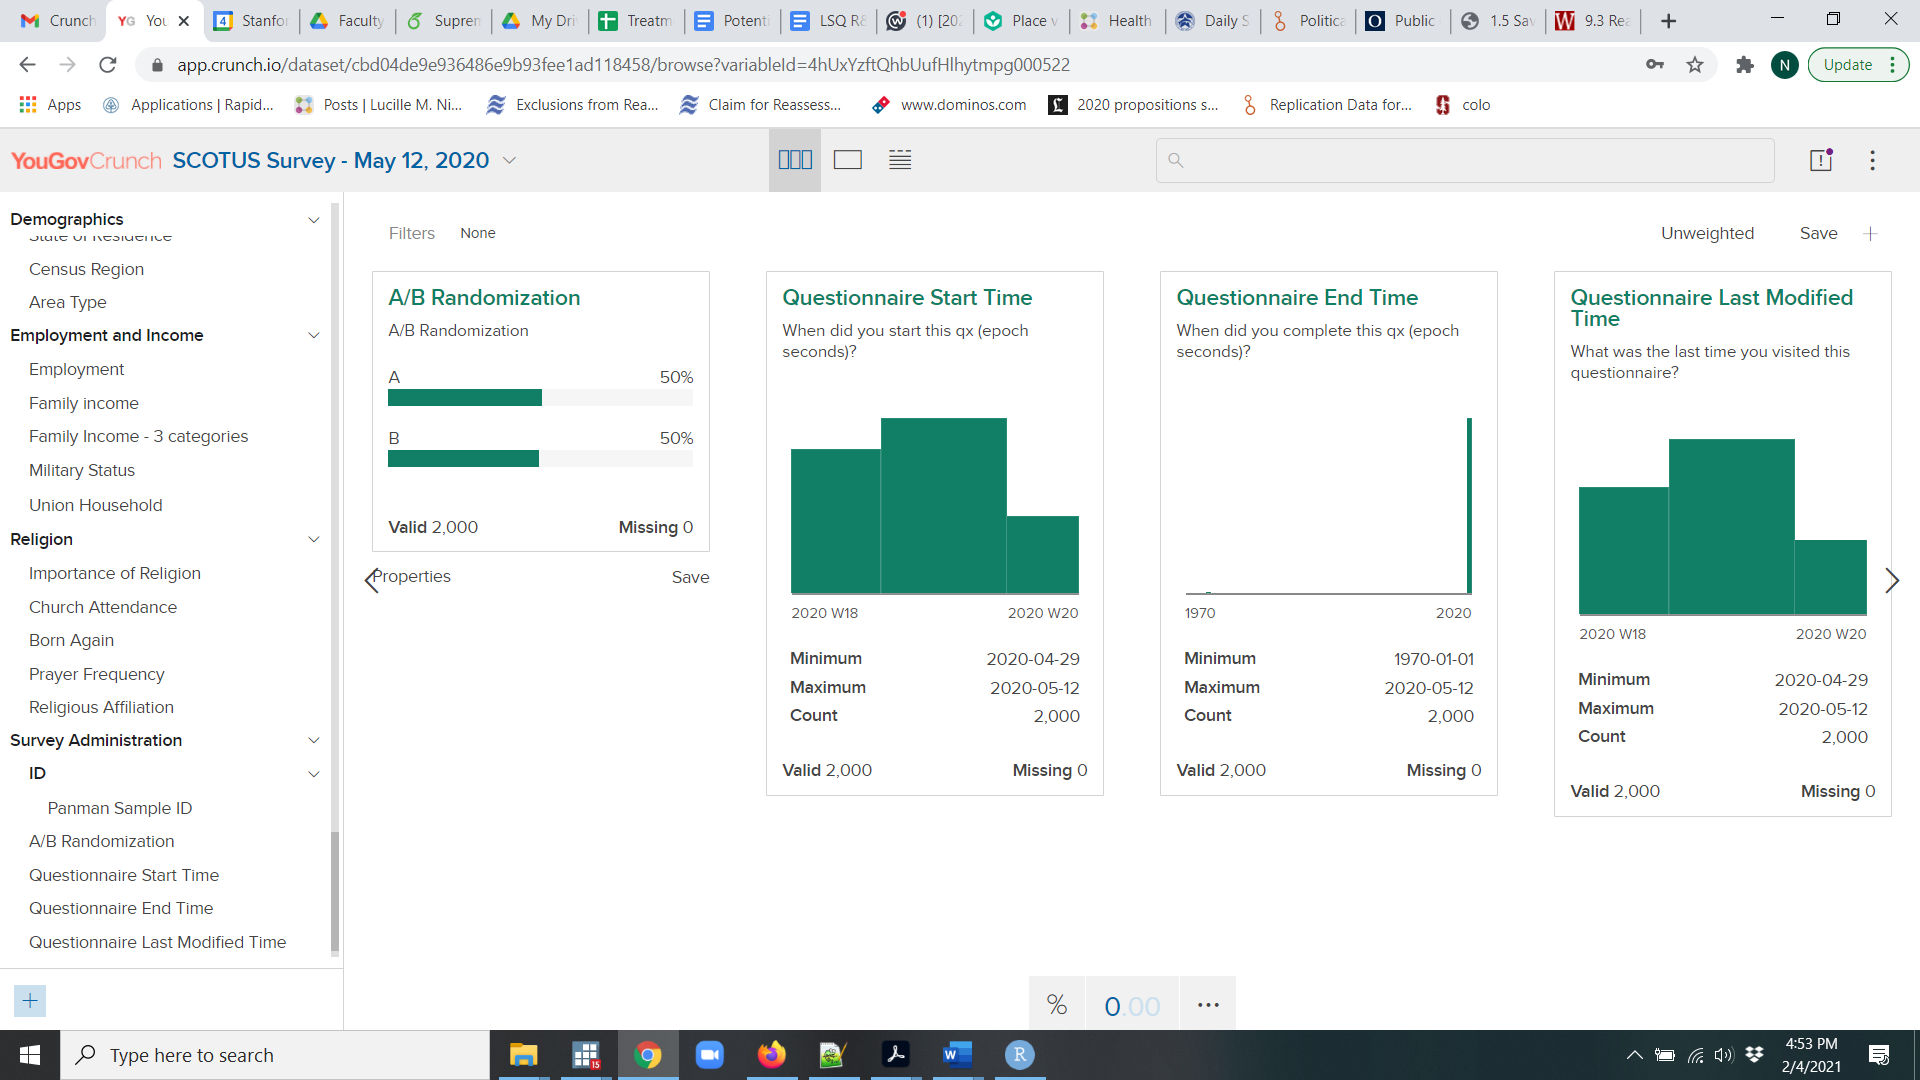 Crunch
You
Stanfo
Faculty
Suprem
My Dri
Treatm
Potenti
LSQ R&
(1) [202
Place v
Health
Daily S
Politica
Public
1.5 Sav
9.3 Rea
app.crunch.io/dataset/cbd04de9e936486e9b93fee1ad118458/browse?variableId=4hUxYzftQhbUufHlhytmpg000522
N
Update
Apps
Applications | Rapid...
Posts | Lucille M. Ni...
Exclusions from Rea...
Claim for Reassess...
www.dominos.com
2020 propositions s...
Replication Data for...
colo
YouGovCrunch SCOTUS Survey - May 12, 2020
Demographics
State of Residence
Census Region
Area Type
Employment and Income
Employment
Family income
Family Income - 3 categories
Military Status
Union Household
Religion
Importance of Religion
Church Attendance
Born Again
Prayer Frequency
Religious Affiliation
Survey Administration
ID
Panman Sample ID
A/B Randomization
Questionnaire Start Time
Questionnaire End Time
Questionnaire Last Modified Time
+
Filters None
Unweighted Save +
A/B Randomization
A/B Randomization
A 50%
B 50%
Valid 2,000 Missing 0
Properties Save
Questionnaire Start Time
When did you start this qx (epoch
seconds)?
2020 W18 2020 W20
Minimum 2020-04-29
Maximum 2020-05-12
Count 2,000
Valid 2,000 Missing 0
Questionnaire End Time
When did you complete this qx (epoch
seconds)?
1970 2020
Minimum 1970-01-01
Maximum 2020-05-12
Count 2,000
Valid 2,000 Missing 0
Questionnaire Last Modified
Time
What was the last time you visited this
questionnaire?
2020 W18 2020 W20
Minimum 2020-04-29
Maximum 2020-05-12
Count 2,000
Valid 2,000 Missing 0
% 0.00 ...
Type here to search
15
4:53 PM
2/4/2021